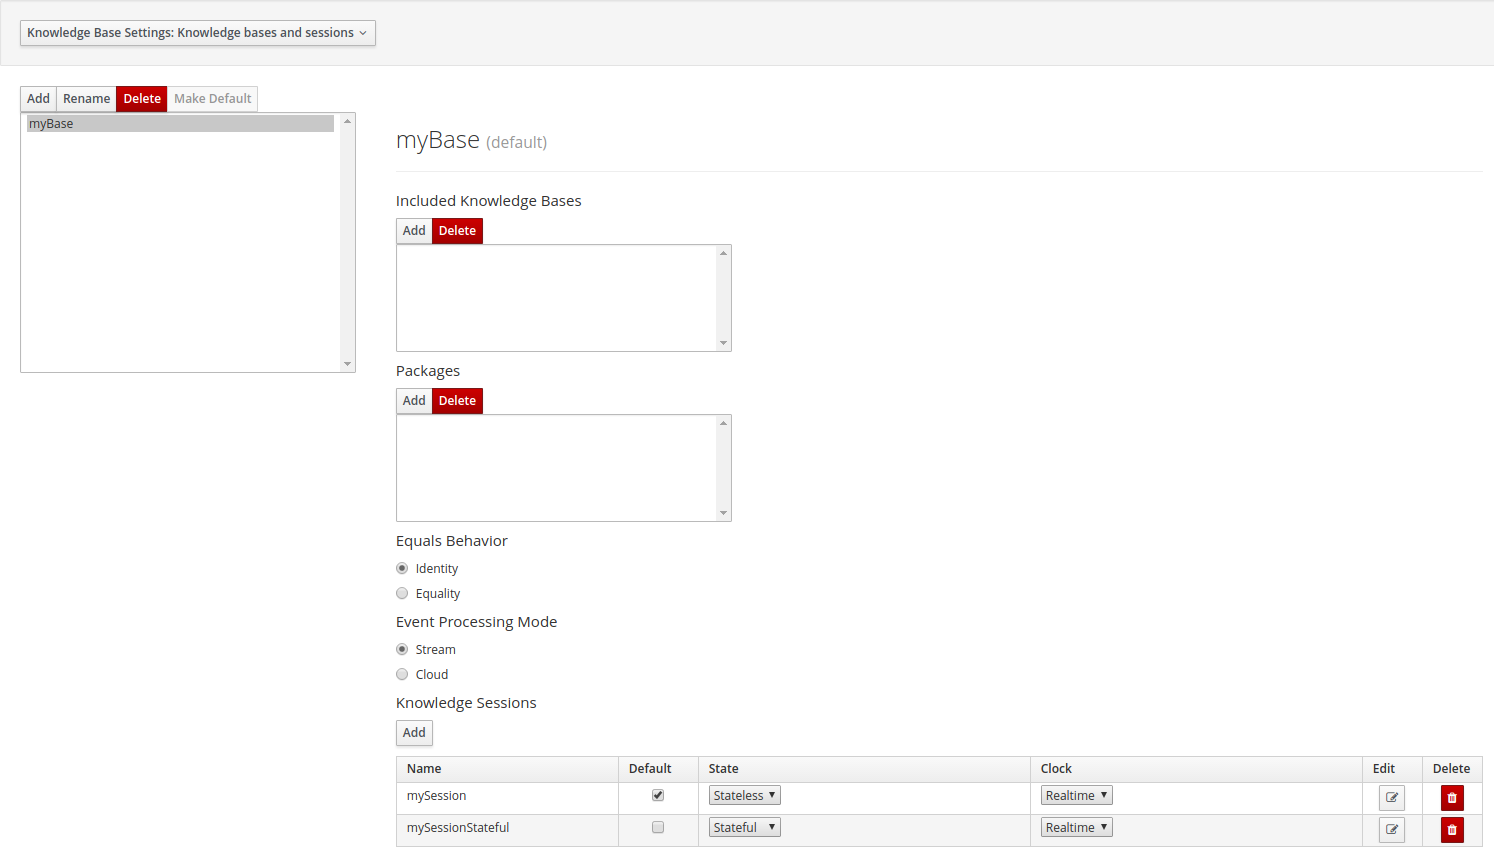 Knowledge Base Settings: Knowledge bases and sessions
Add Rename Delete Make Default
myBase
myBase (default)
Included Knowledge Bases
Add Delete
Packages
Add Delete
Equals Behavior
Identity
Equality
Event Processing Mode
Stream
Cloud
Knowledge Sessions
Add
Name Default State Clock Edit Delete
mySession Stateless Realtime
mySessionStateful Stateful Realtime